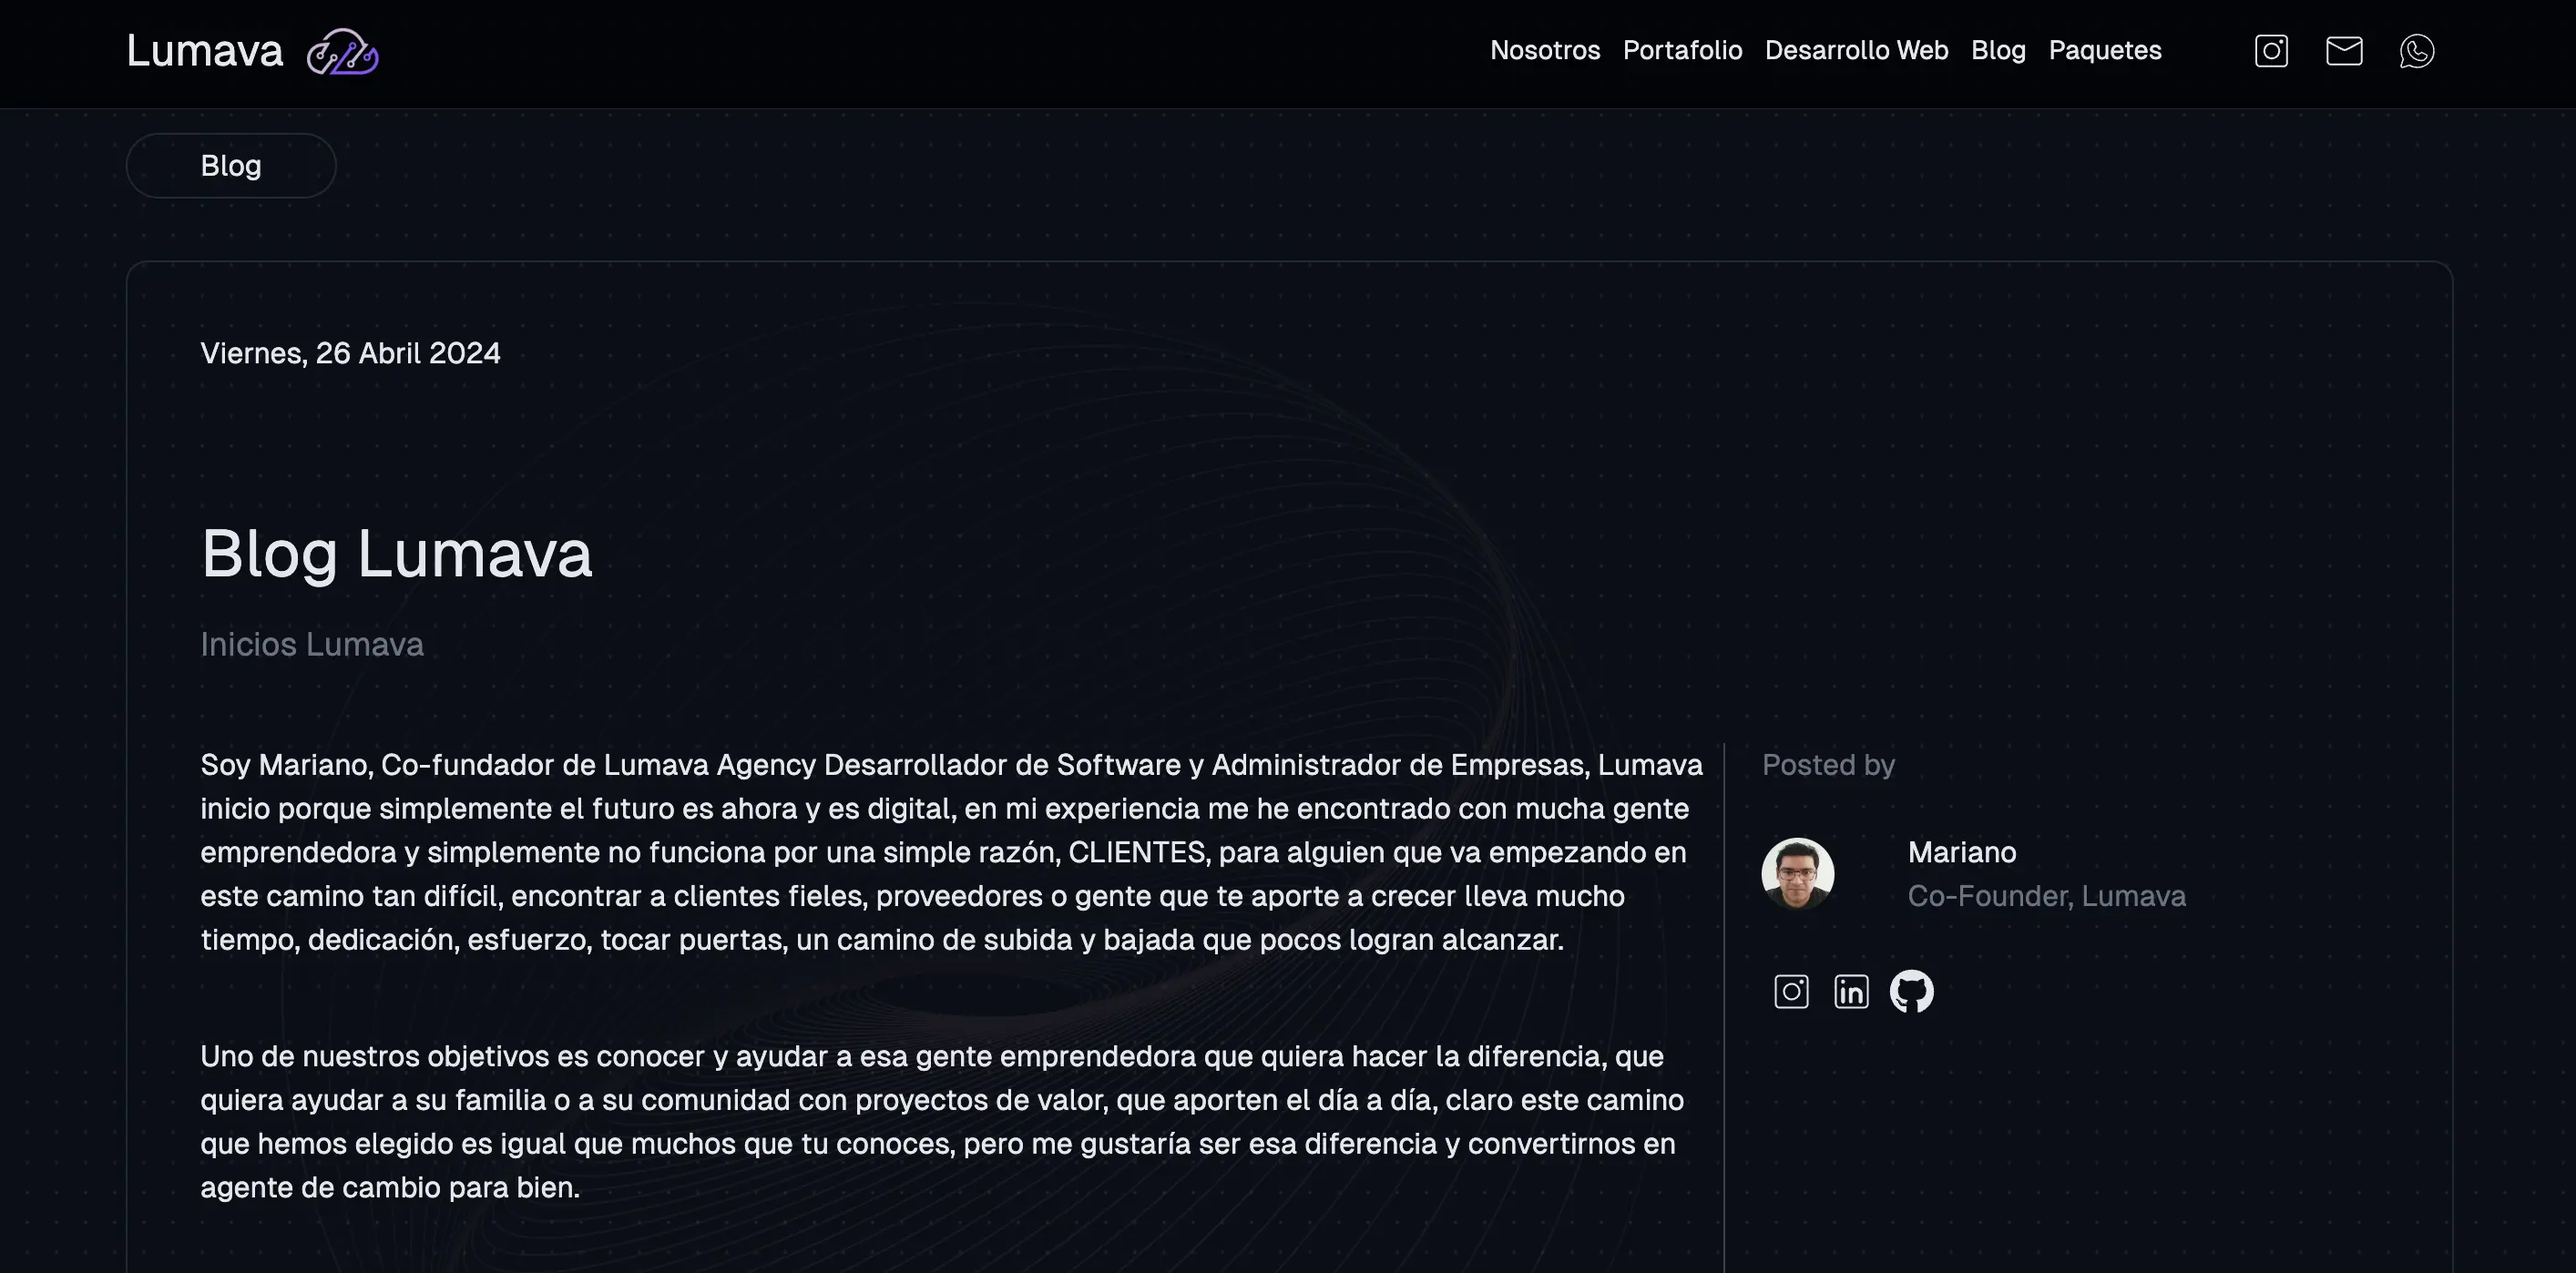 Lumava
Nosotros Portafolio Desarrollo Web Blog Paquetes
Blog
Viernes, 26 Abril 2024
Blog Lumava
Inicios Lumava
Soy Mariano, Co-fundador de Lumava Agency Desarrollador de Software y Administrador de Empresas, Lumava
inicio porque simplemente el futuro es ahora y es digital, en mi experiencia me he encontrado con mucha gente
emprendedora y simplemente no funciona por una simple razón, CLIENTES, para alguien que va empezando en
este camino tan difícil, encontrar a clientes fieles, proveedores o gente que te aporte a crecer lleva mucho
tiempo, dedicación, esfuerzo, tocar puertas, un camino de subida y bajada que pocos logran alcanzar.
Uno de nuestros objetivos es conocer y ayudar a esa gente emprendedora que quiera hacer la diferencia, que
quiera ayudar a su familia o a su comunidad con proyectos de valor, que aporten el día a día, claro este camino
que hemos elegido es igual que muchos que tu conoces, pero me gustaría ser esa diferencia y convertirnos en
agente de cambio para bien.
Posted by
Mariano
Co-Founder, Lumava
in